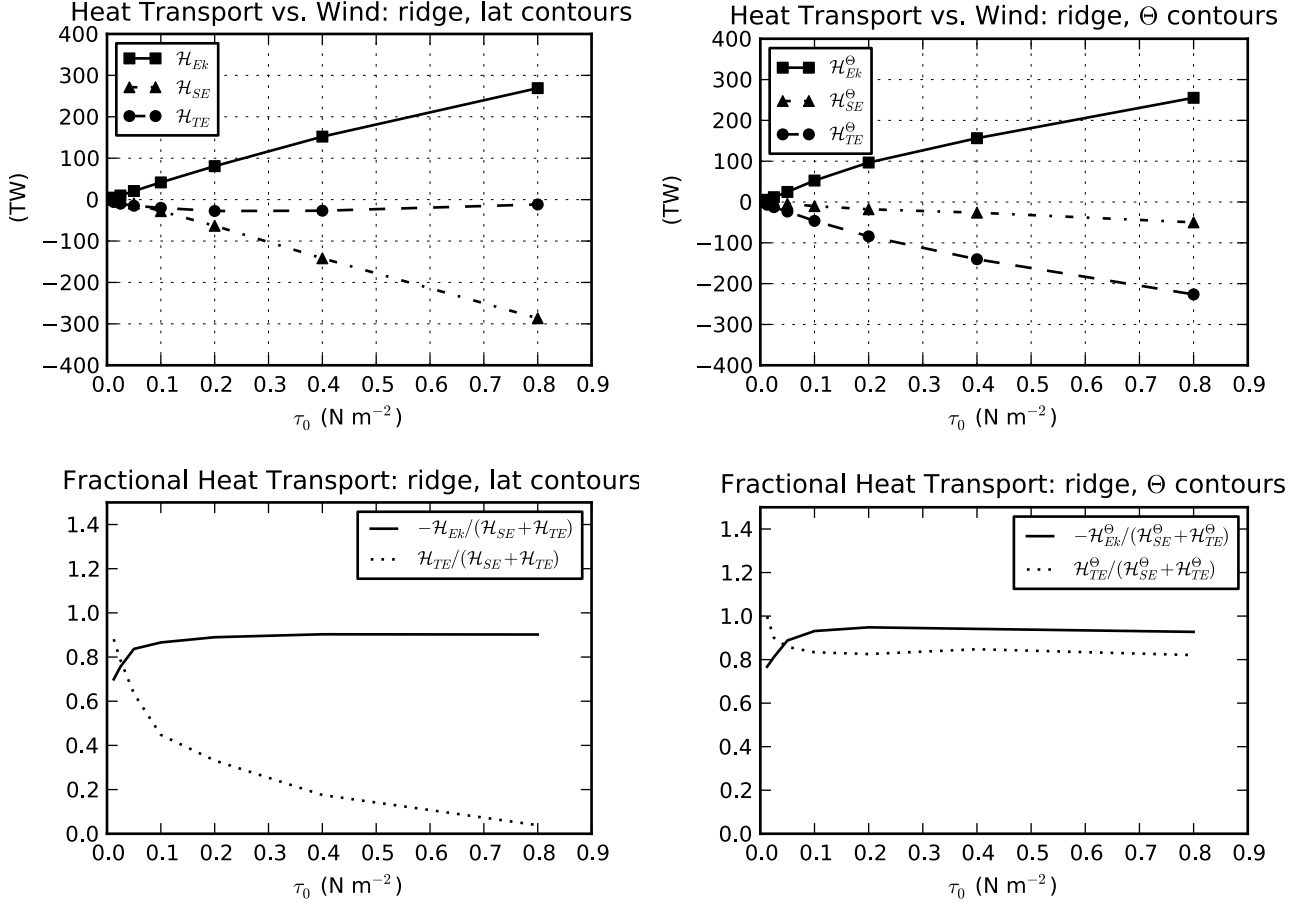 Heat Transport vs. Wind: ridge, lat contours
400
300
200
100
0
−100
−200
−300
−400
(TW)
ℋ_Ek
ℋ_SE
ℋ_TE
0.0 0.1 0.2 0.3 0.4 0.5 0.6 0.7 0.8 0.9
τ₀ (N m⁻²)
Heat Transport vs. Wind: ridge, Θ contours
400
300
200
100
0
−100
−200
−300
−400
(TW)
ℋ^Θ_Ek
ℋ^Θ_SE
ℋ^Θ_TE
0.0 0.1 0.2 0.3 0.4 0.5 0.6 0.7 0.8 0.9
τ₀ (N m⁻²)
Fractional Heat Transport: ridge, lat contours
1.4
1.2
1.0
0.8
0.6
0.4
0.2
0.0
−ℋ_Ek/(ℋ_SE+ℋ_TE)
ℋ_TE/(ℋ_SE+ℋ_TE)
0.0 0.1 0.2 0.3 0.4 0.5 0.6 0.7 0.8 0.9
τ₀ (N m⁻²)
Fractional Heat Transport: ridge, Θ contours
1.4
1.2
1.0
0.8
0.6
0.4
0.2
0.0
−ℋ^Θ_Ek/(ℋ^Θ_SE+ℋ^Θ_TE)
ℋ^Θ_TE/(ℋ^Θ_SE+ℋ^Θ_TE)
0.0 0.1 0.2 0.3 0.4 0.5 0.6 0.7 0.8 0.9
τ₀ (N m⁻²)